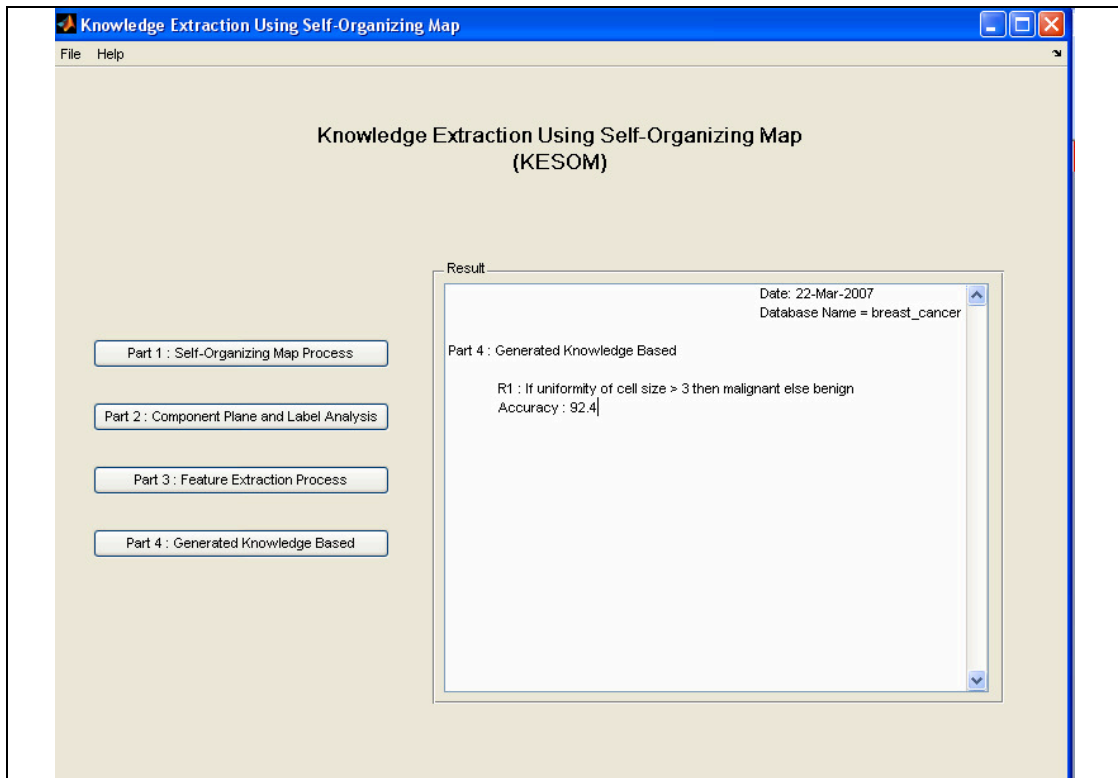 Knowledge Extraction Using Self-Organizing Map
File Help
Knowledge Extraction Using Self-Organizing Map
(KESOM)
Result
Date: 22-Mar-2007
Database Name = breast_cancer
Part 4 : Generated Knowledge Based
R1 : If uniformity of cell size > 3 then malignant else benign
Accuracy : 92.4
Part 1 : Self-Organizing Map Process
Part 2 : Component Plane and Label Analysis
Part 3 : Feature Extraction Process
Part 4 : Generated Knowledge Based